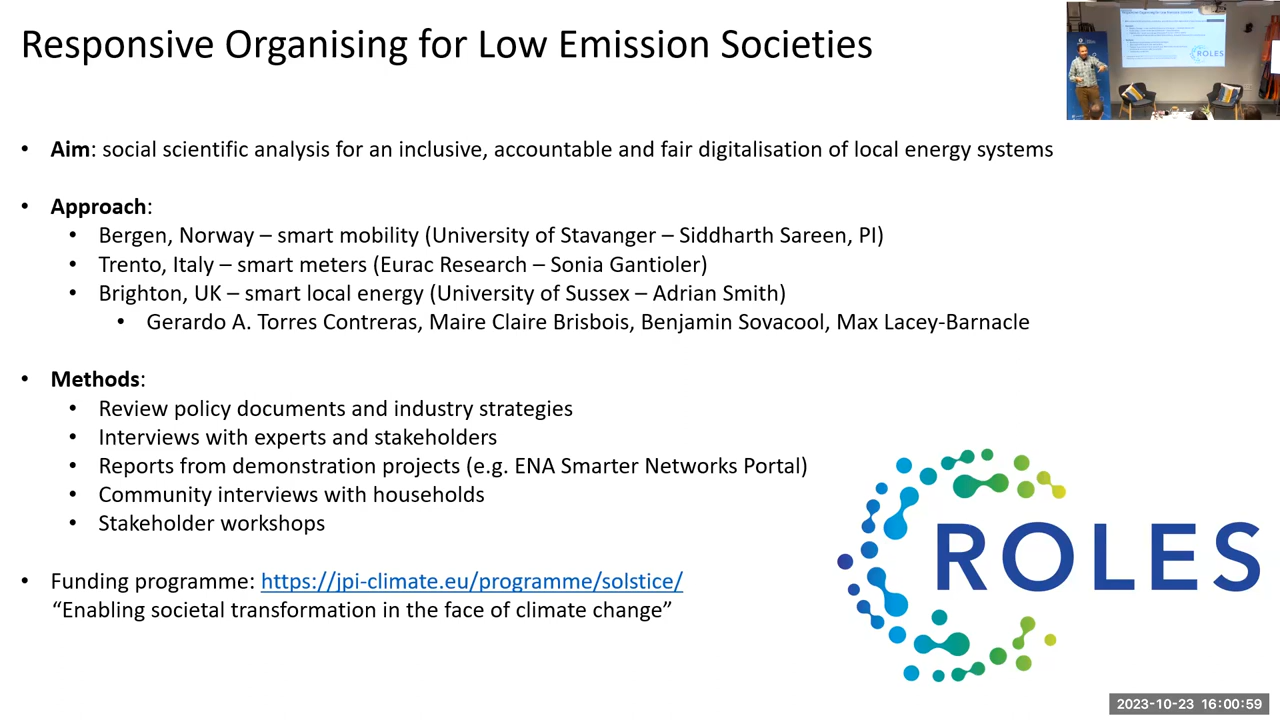 Responsive Organising for Low Emission Societies
• Aim: social scientific analysis for an inclusive, accountable and fair digitalisation of local energy systems
• Approach:
• Bergen, Norway – smart mobility (University of Stavanger – Siddharth Sareen, PI)
• Trento, Italy – smart meters (Eurac Research – Sonia Gantioler)
• Brighton, UK – smart local energy (University of Sussex – Adrian Smith)
• Gerardo A. Torres Contreras, Maire Claire Brisbois, Benjamin Sovacool, Max Lacey-Barnacle
• Methods:
• Review policy documents and industry strategies
• Interviews with experts and stakeholders
• Reports from demonstration projects (e.g. ENA Smarter Networks Portal)
• Community interviews with households
• Stakeholder workshops
• Funding programme: https://jpi-climate.eu/programme/solstice/
“Enabling societal transformation in the face of climate change”
ROLES
ROLES
2023-10-23 16:00:59